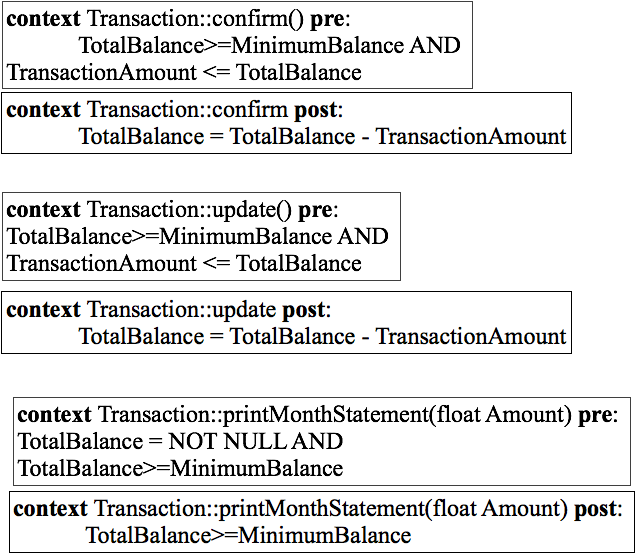 context Transaction::confirm() pre:
TotalBalance>=MinimumBalance AND
TransactionAmount <= TotalBalance
context Transaction::confirm post:
TotalBalance = TotalBalance - TransactionAmount
context Transaction::update() pre:
TotalBalance>=MinimumBalance AND
TransactionAmount <= TotalBalance
context Transaction::update post:
TotalBalance = TotalBalance - TransactionAmount
context Transaction::printMonthStatement(float Amount) pre:
TotalBalance = NOT NULL AND
TotalBalance>=MinimumBalance
context Transaction::printMonthStatement(float Amount) post:
TotalBalance>=MinimumBalance